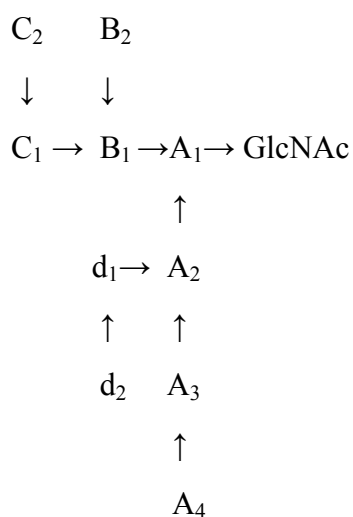 C₂ B₂
↓ ↓
C₁ → B₁ →A₁→ GlcNAc
↑
d₁→ A₂
↑ ↑
d₂ A₃
↑
A₄